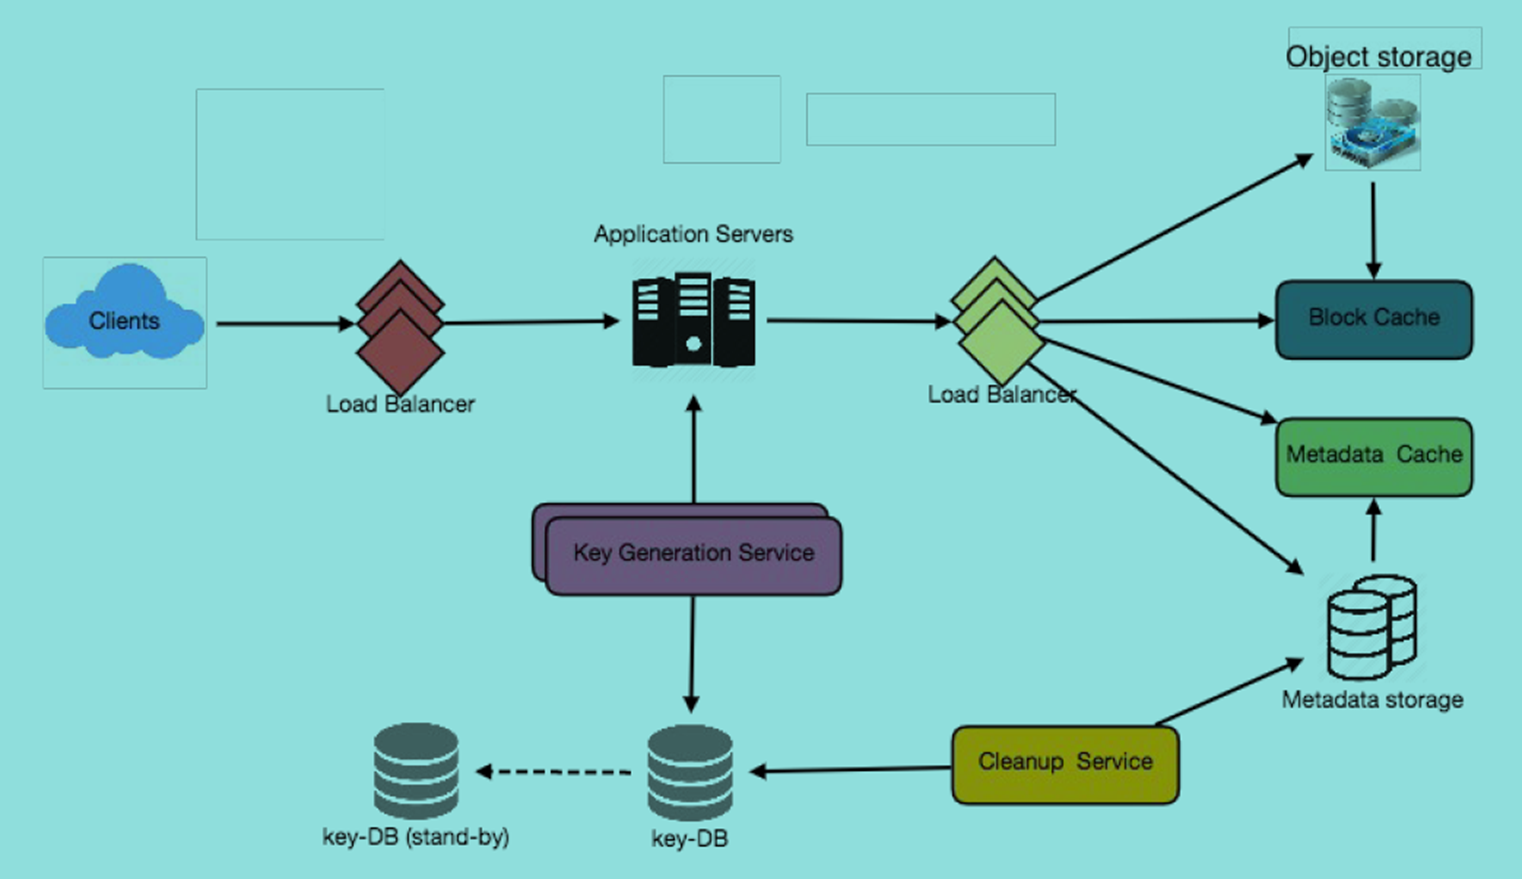 Object storage
Application Servers
Clients
Block Cache
Load Balancer
Load Balancer
Metadata Cache
Key Generation Service
Metadata storage
Cleanup Service
key-DB (stand-by)
key-DB